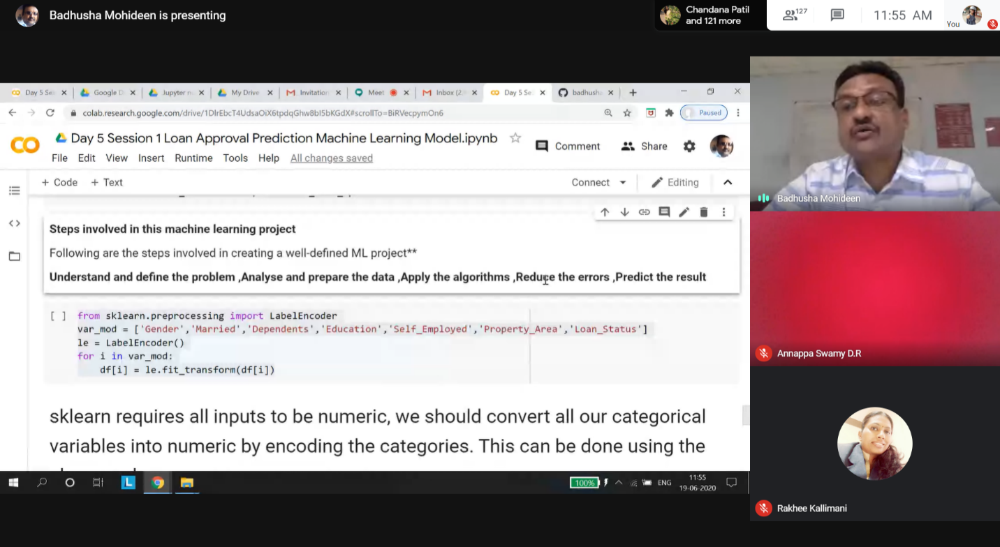 Badhusha Mohideen is presenting
Chandana Patil
and 121 more
127
11:55 AM
You
Day 5 Se
Google D
Jupyter n
My Drive
Invitation
Meet
Inbox (2
Day 5 Se
badhush
colab.research.google.com/drive/1DlrEbcT4UdsaOiX6tpdqGhw8bI5bKGdX#scrollTo=BiRVecpymOn6
Paused
Day 5 Session 1 Loan Approval Prediction Machine Learning Model.ipynb
Comment
Share
File Edit View Insert Runtime Tools Help All changes saved
+ Code + Text
Connect
Editing
Steps involved in this machine learning project
Following are the steps involved in creating a well-defined ML project**
Understand and define the problem ,Analyse and prepare the data ,Apply the algorithms ,Reduce the errors ,Predict the result
[ ] from sklearn.preprocessing import LabelEncoder
var_mod = ['Gender','Married','Dependents','Education','Self_Employed','Property_Area','Loan_Status']
le = LabelEncoder()
for i in var_mod:
df[i] = le.fit_transform(df[i])
sklearn requires all inputs to be numeric, we should convert all our categorical
variables into numeric by encoding the categories. This can be done using the
L
100%
ENG
11:55
19-06-2020
Badhusha Mohideen
Annappa Swamy D.R
Rakhee Kallimani